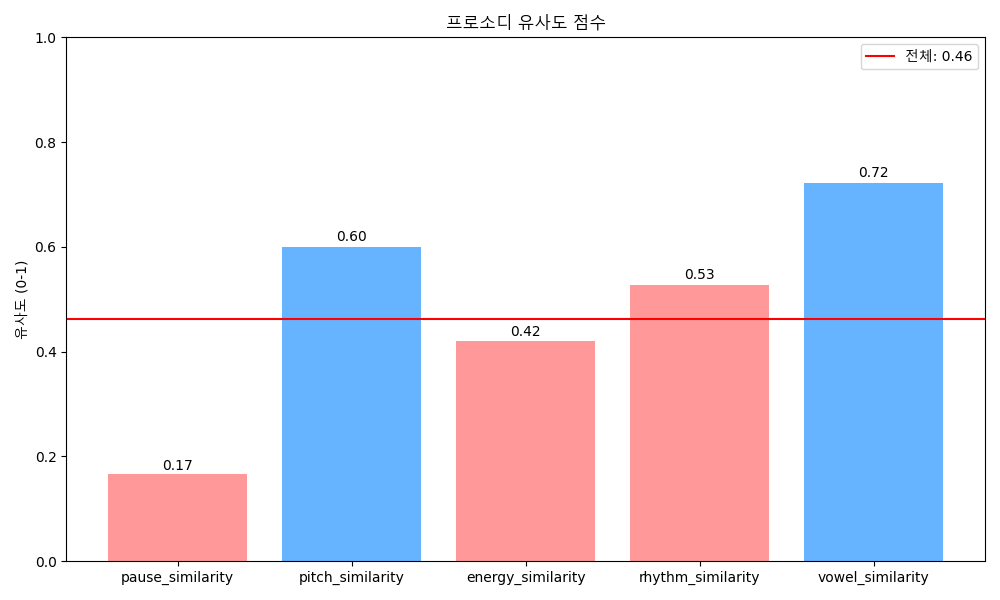 프로소디 유사도 점수
전체: 0.46
유사도 (0-1)
1.0
0.8
0.6
0.4
0.2
0.0
0.17
0.60
0.42
0.53
0.72
pause_similarity
pitch_similarity
energy_similarity
rhythm_similarity
vowel_similarity